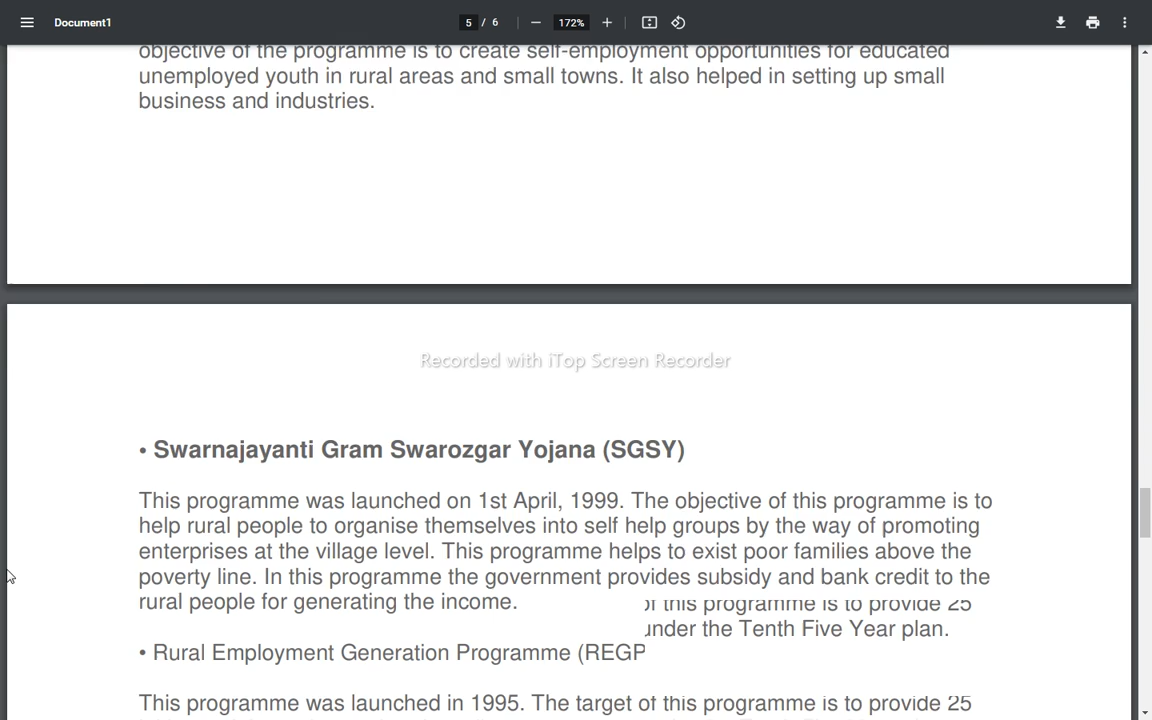 Document1
5 / 6
172%
objective of the programme is to create self-employment opportunities for educated
unemployed youth in rural areas and small towns. It also helped in setting up small
business and industries.
Recorded with iTop Screen Recorder
• Swarnajayanti Gram Swarozgar Yojana (SGSY)
This programme was launched on 1st April, 1999. The objective of this programme is to
help rural people to organise themselves into self help groups by the way of promoting
enterprises at the village level. This programme helps to exist poor families above the
poverty line. In this programme the government provides subsidy and bank credit to the
rural people for generating the income.
of this programme is to provide 25
under the Tenth Five Year plan.
• Rural Employment Generation Programme (REGP
This programme was launched in 1995. The target of this programme is to provide 25